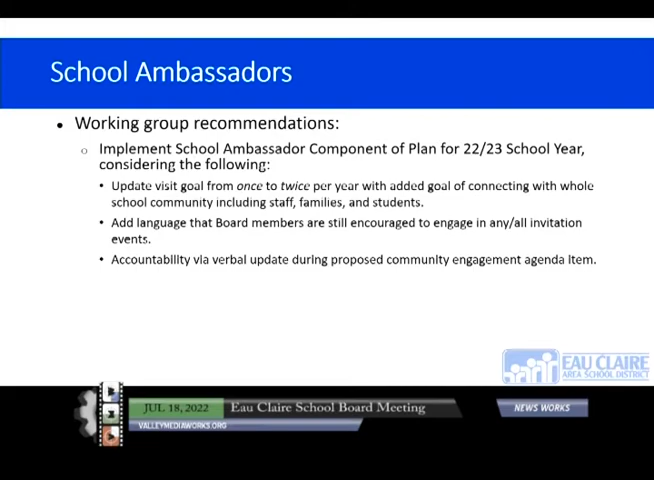 School Ambassadors
• Working group recommendations:
o Implement School Ambassador Component of Plan for 22/23 School Year,
considering the following:
• Update visit goal from once to twice per year with added goal of connecting with whole
school community including staff, families, and students.
• Add language that Board members are still encouraged to engage in any/all invitation
events.
• Accountability via verbal update during proposed community engagement agenda item.
EAU CLAIRE
AREA SCHOOL DISTRICT
JUL 18, 2022 Eau Claire School Board Meeting NEWS WORKS
VALLEYMEDIAWORKS.ORG